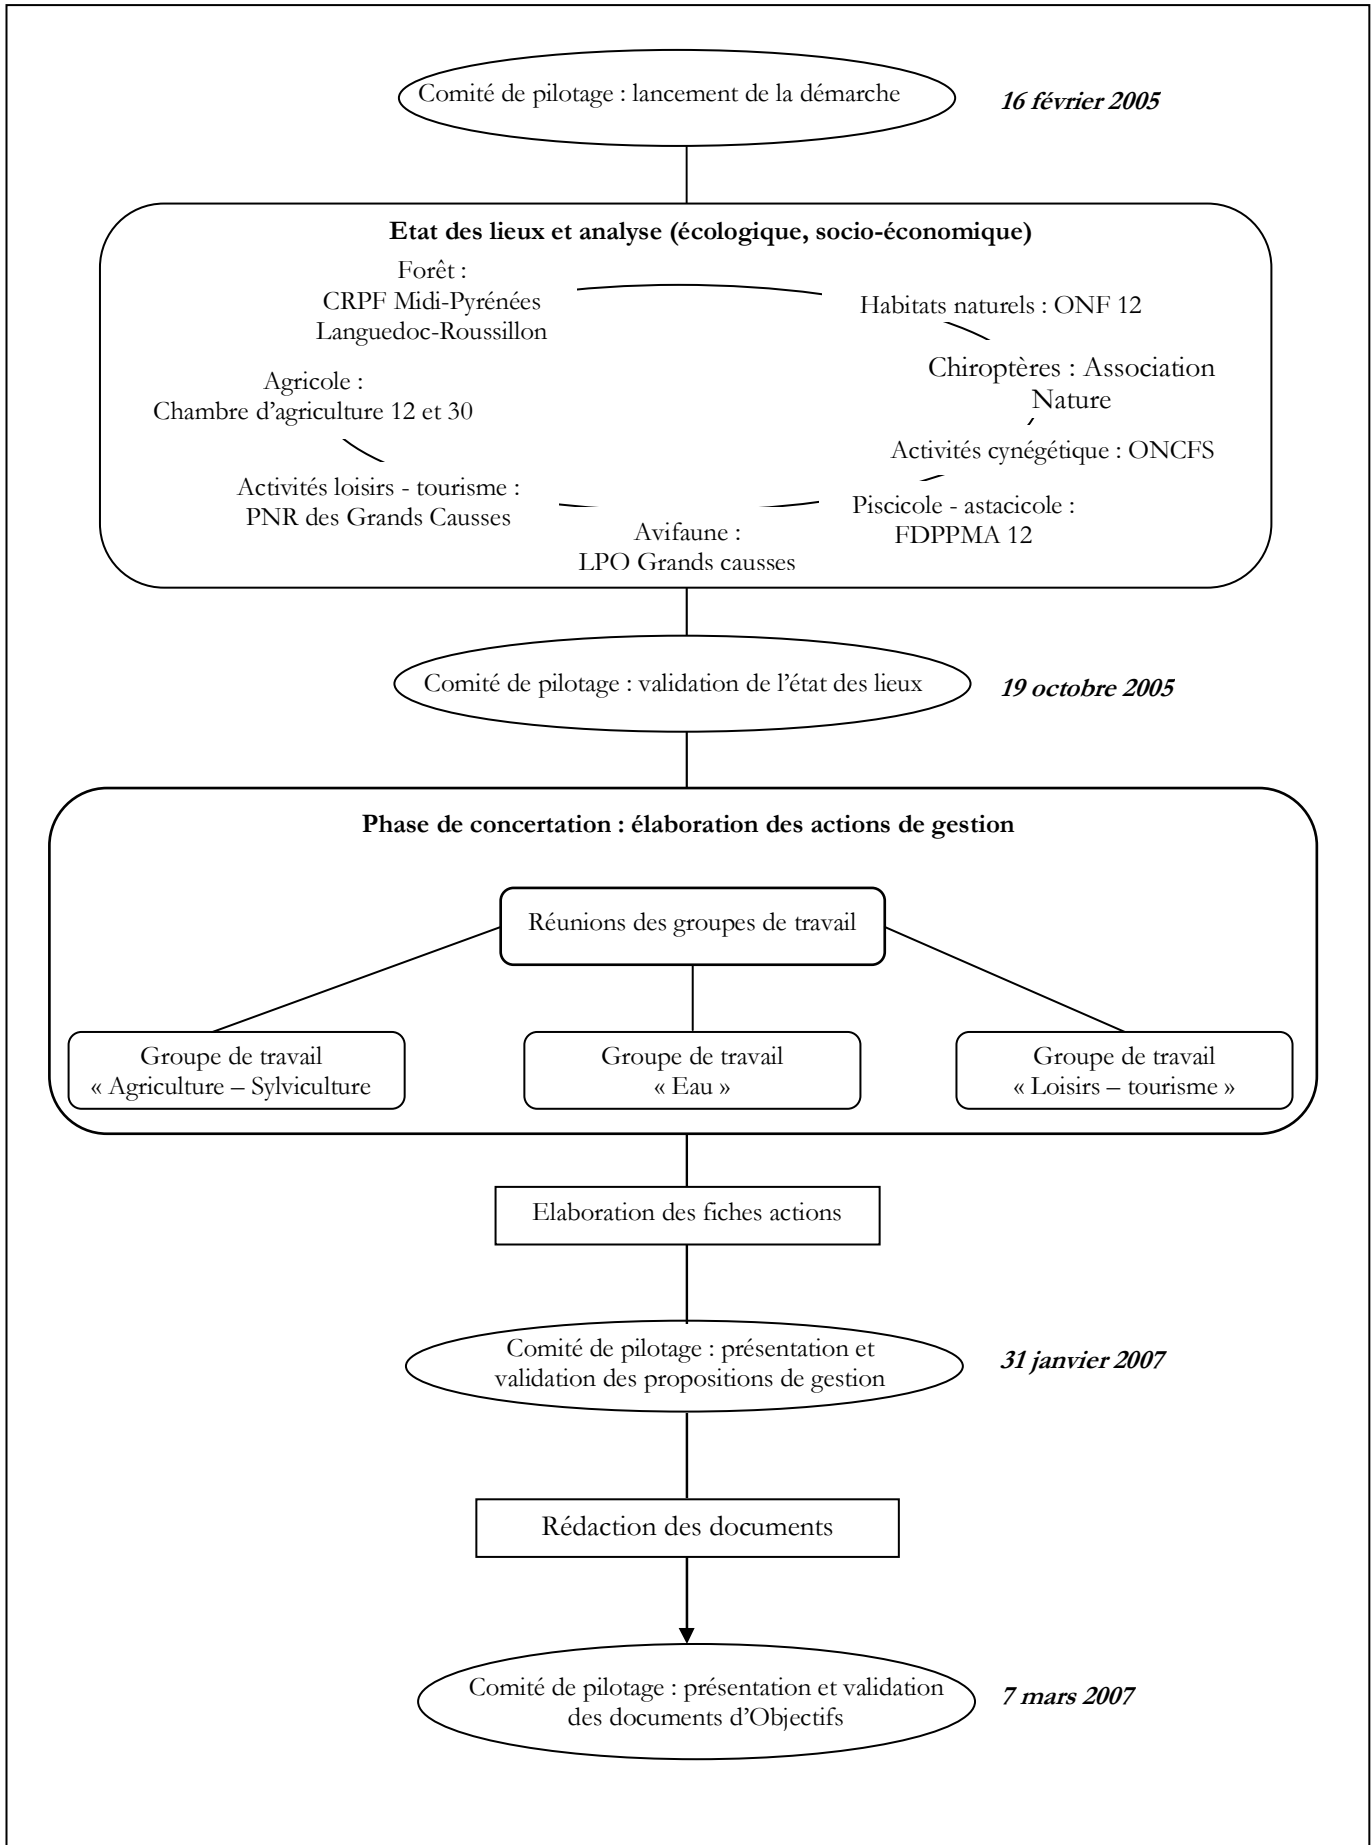 Comité de pilotage : lancement de la démarche
16 février 2005
Etat des lieux et analyse (écologique, socio-économique)
Forêt :
CRPF Midi-Pyrénées
Languedoc-Roussillon
Habitats naturels : ONF 12
Chiroptères : Association
Nature
Agricole :
Chambre d’agriculture 12 et 30
Activités cynégétique : ONCFS
Activités loisirs - tourisme :
PNR des Grands Causses
Piscicole - astacicole :
FDPPMA 12
Avifaune :
LPO Grands causses
Comité de pilotage : validation de l’état des lieux
19 octobre 2005
Phase de concertation : élaboration des actions de gestion
Réunions des groupes de travail
Groupe de travail
« Agriculture – Sylviculture
Groupe de travail
« Eau »
Groupe de travail
« Loisirs – tourisme »
Elaboration des fiches actions
Comité de pilotage : présentation et
validation des propositions de gestion
31 janvier 2007
Rédaction des documents
Comité de pilotage : présentation et validation
des documents d’Objectifs
7 mars 2007